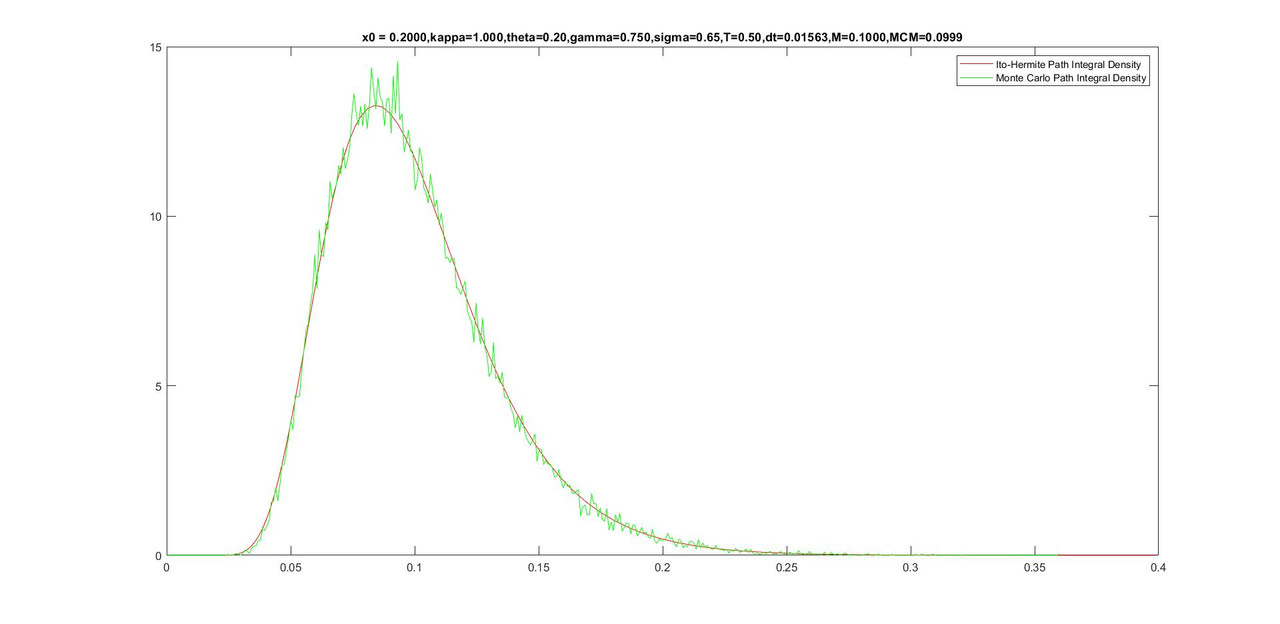 x0 = 0.2000,kappa=1.000,theta=0.20,gamma=0.750,sigma=0.65,T=0.50,dt=0.01563,M=0.1000,MCM=0.0999
Ito-Hermite Path Integral Density
Monte Carlo Path Integral Density
15
10
5
0
0 0.05 0.1 0.15 0.2 0.25 0.3 0.35 0.4